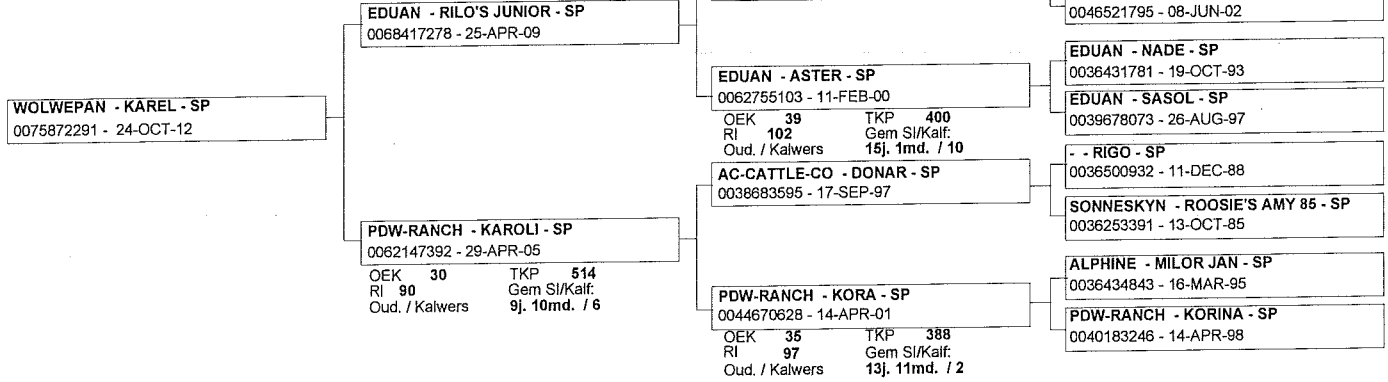 WOLWEPAN - KAREL - SP
0075872291 - 24-OCT-12
EDUAN - RILO'S JUNIOR - SP
0068417278 - 25-APR-09
PDW-RANCH - KAROLI - SP
0062147392 - 29-APR-05
OEK 30 TKP 514
RI 90 Gem SI/Kalf:
Oud. / Kalwers 9j. 10md. / 6
EDUAN - ASTER - SP
0062755103 - 11-FEB-00
OEK 39 TKP 400
RI 102 Gem SI/Kalf:
Oud. / Kalwers 15j. 1md. / 10
AC-CATTLE-CO - DONAR - SP
0038683595 - 17-SEP-97
PDW-RANCH - KORA - SP
0044670628 - 14-APR-01
OEK 35 TKP 388
RI 97 Gem SI/Kalf:
Oud. / Kalwers 13j. 11md. / 2
0046521795 - 08-JUN-02
EDUAN - NADE - SP
0036431781 - 19-OCT-93
EDUAN - SASOL - SP
0039678073 - 26-AUG-97
- - RIGO - SP
0036500932 - 11-DEC-88
SONNESKYN - ROOSIE'S AMY 85 - SP
0036253391 - 13-OCT-85
ALPHINE - MILOR JAN - SP
0036434843 - 16-MAR-95
PDW-RANCH - KORINA - SP
0040183246 - 14-APR-98